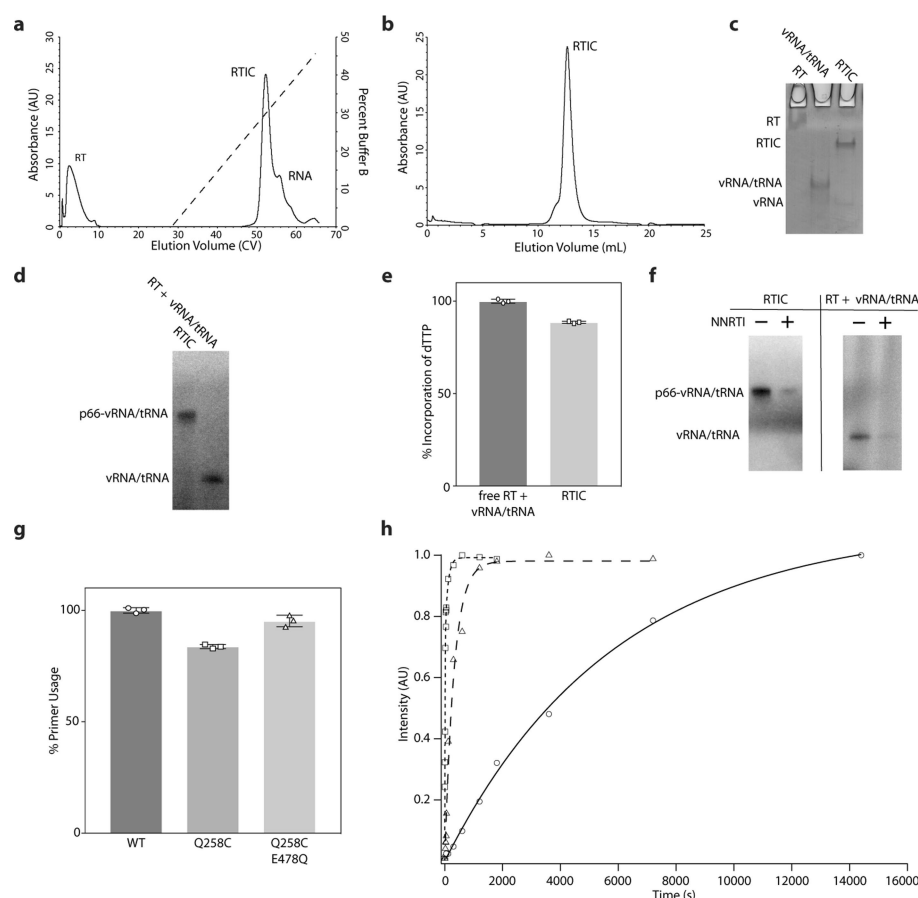 a
Absorbance (AU)
30
25
20
15
10
5
0
RT
RTIC
RNA
50
40
30
20
10
0
Percent Buffer B
0 10 20 30 40 50 60 70
Elution Volume (CV)
b
Absorbance (AU)
25
20
15
10
5
0
RTIC
0 5 10 15 20 25
Elution Volume (mL)
c
RT
vRNA/tRNA
RTIC
RT
RTIC
vRNA/tRNA
vRNA
d
RTIC
RT + vRNA/tRNA
p66-vRNA/tRNA
vRNA/tRNA
e
% Incorporation of dTTP
100
50
0
free RT +
vRNA/tRNA
RTIC
f
RTIC
RT + vRNA/tRNA
NNRTI
− + − +
p66-vRNA/tRNA
vRNA/tRNA
g
% Primer Usage
100
50
0
WT
Q258C
Q258C
E478Q
h
Intensity (AU)
1.0
0.8
0.6
0.4
0.2
0 2000 4000 6000 8000 10000 12000 14000 16000
Time (s)